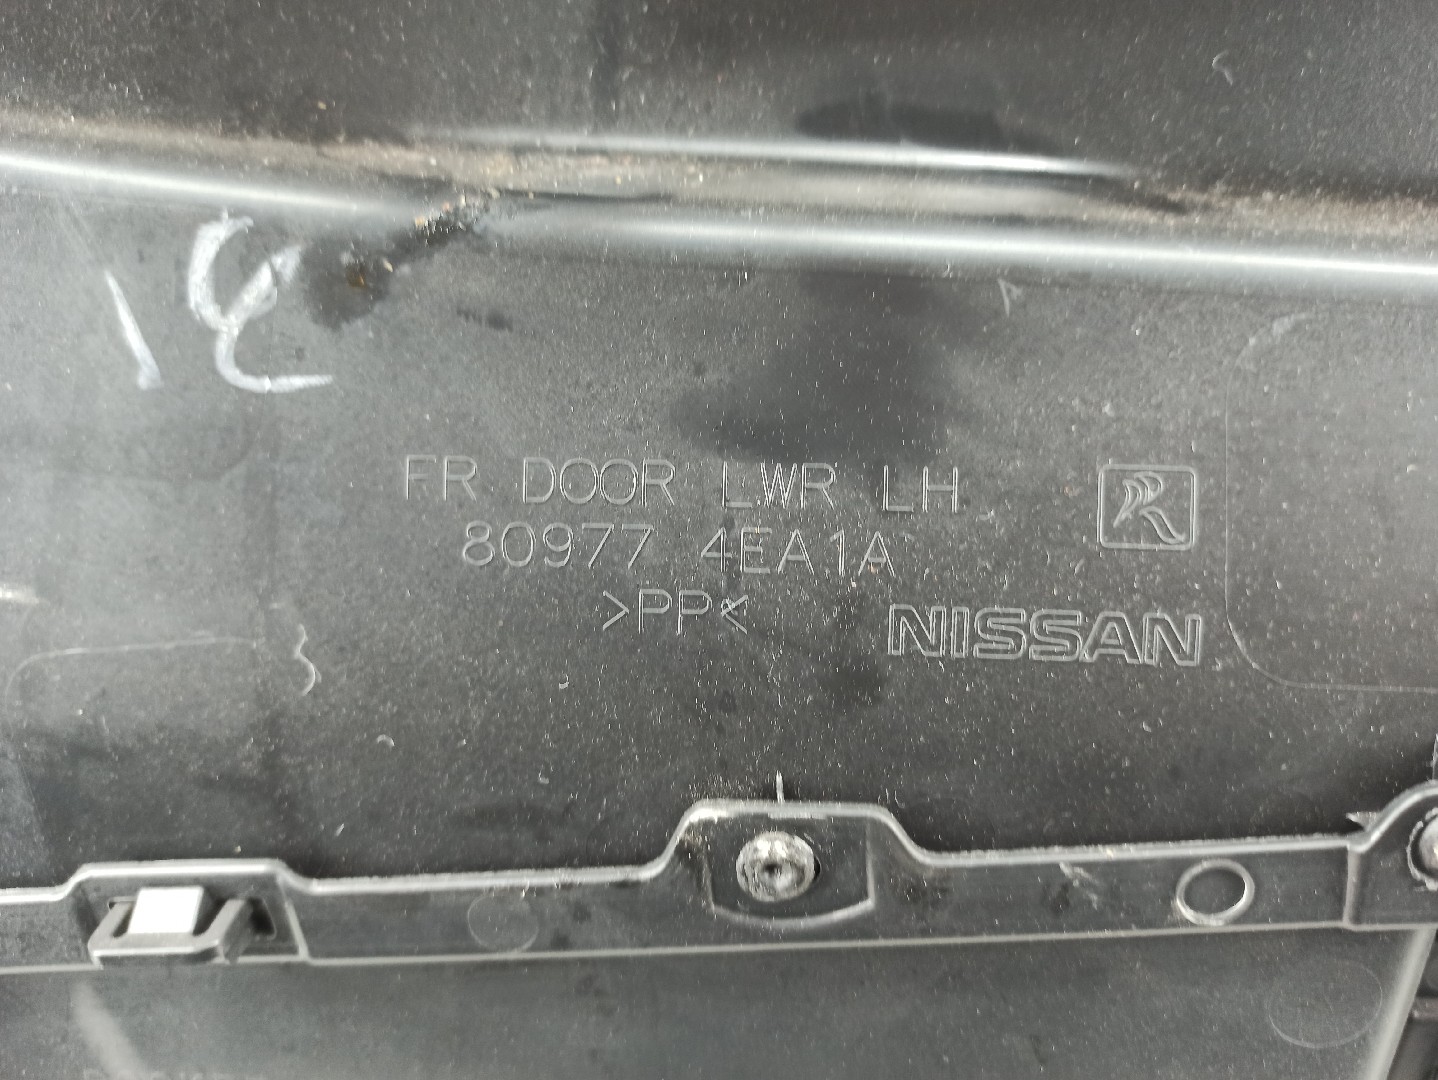 FR DOOR LWR LH
80977 4EA1A
>PP<
NISSAN